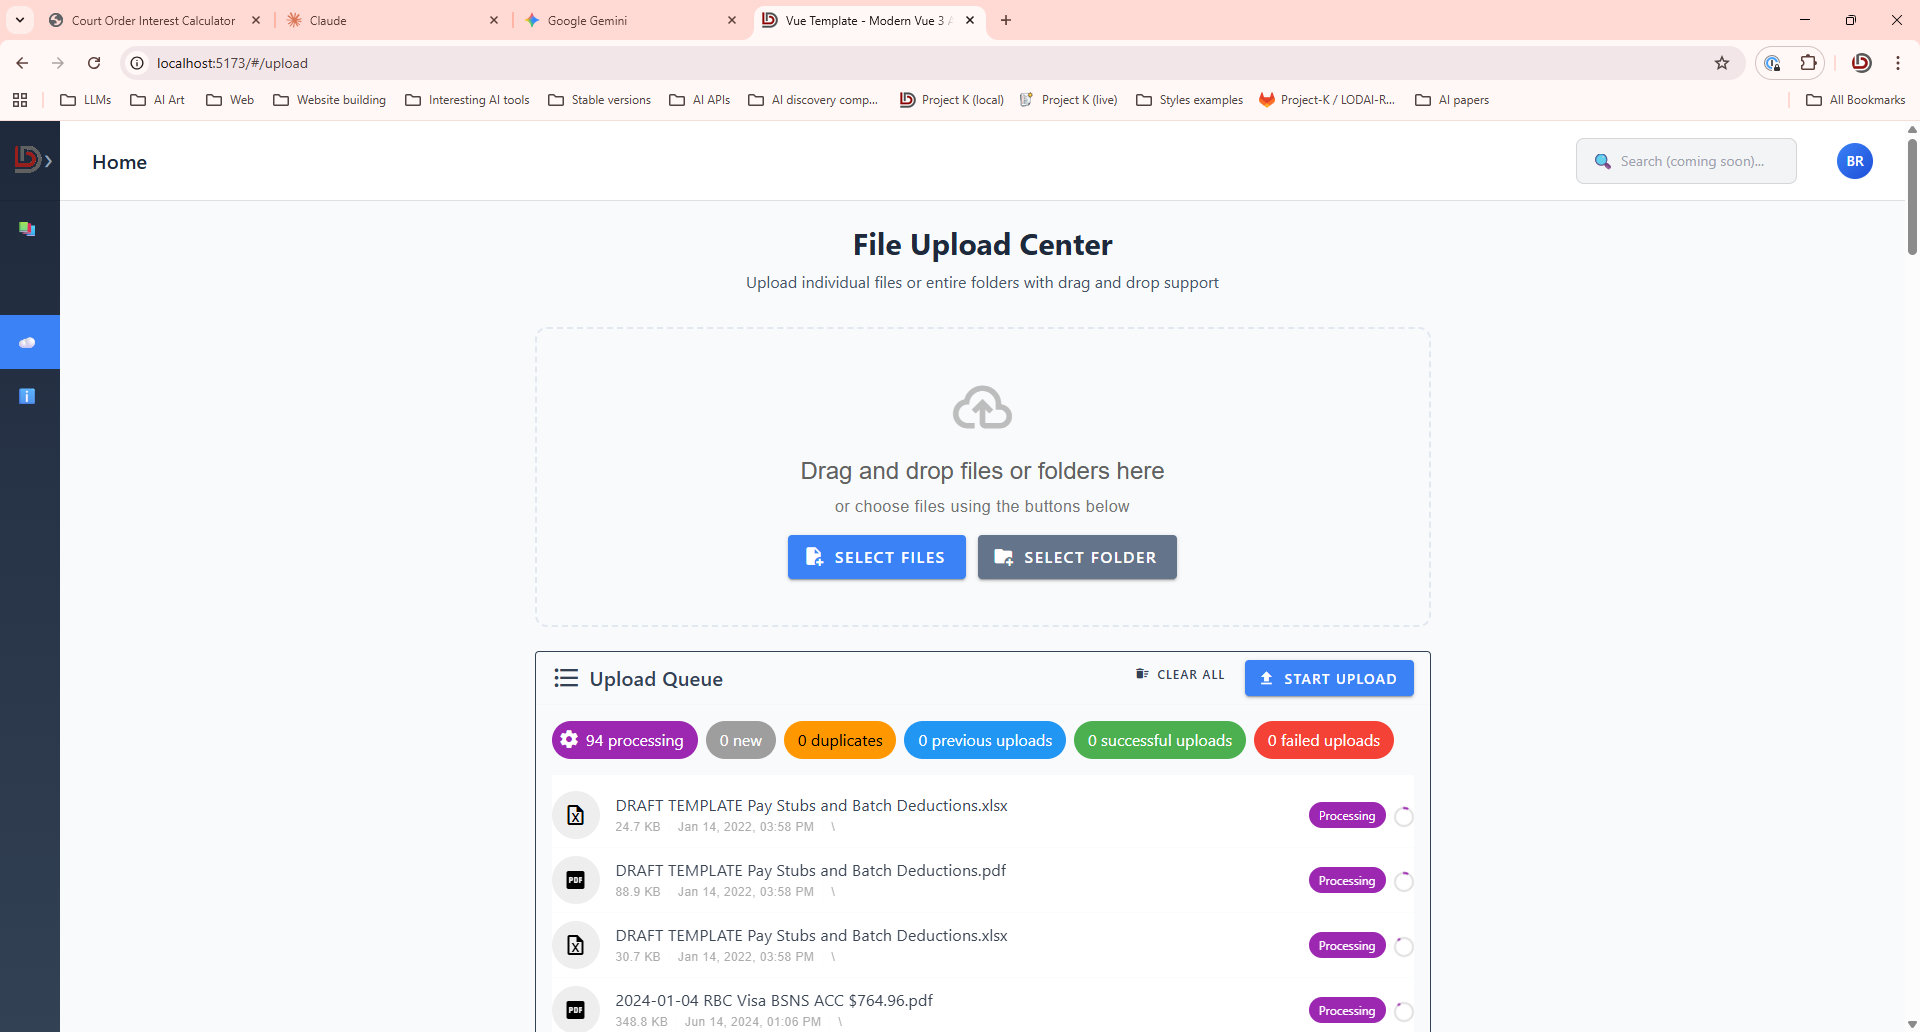 Court Order Interest Calculator
Claude
Google Gemini
Vue Template - Modern Vue 3
localhost:5173/#/upload
LLMs
AI Art
Web
Website building
Interesting AI tools
Stable versions
AI APIs
AI discovery comp...
Project K (local)
Project K (live)
Styles examples
Project-K / LODAI-R...
AI papers
All Bookmarks
Home
Search (coming soon)...
BR
File Upload Center
Upload individual files or entire folders with drag and drop support
Drag and drop files or folders here
or choose files using the buttons below
SELECT FILES
SELECT FOLDER
Upload Queue
CLEAR ALL
START UPLOAD
94 processing
0 new
0 duplicates
0 previous uploads
0 successful uploads
0 failed uploads
DRAFT TEMPLATE Pay Stubs and Batch Deductions.xlsx
24.7 KB Jan 14, 2022, 03:58 PM \
Processing
PDF
DRAFT TEMPLATE Pay Stubs and Batch Deductions.pdf
88.9 KB Jan 14, 2022, 03:58 PM \
Processing
DRAFT TEMPLATE Pay Stubs and Batch Deductions.xlsx
30.7 KB Jan 14, 2022, 03:58 PM \
Processing
PDF
2024-01-04 RBC Visa BSNS ACC $764.96.pdf
348.8 KB Jun 14, 2024, 01:06 PM \
Processing